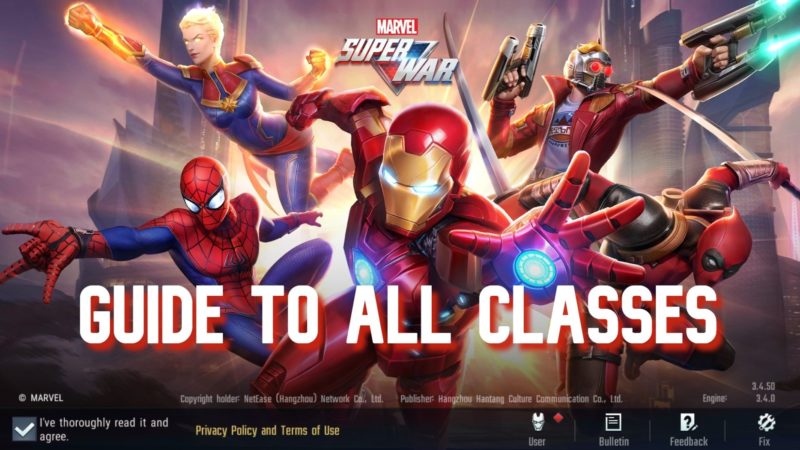 MARVEL
SUPER WAR
GUIDE TO ALL CLASSES
© MARVEL
Copyright holder: NetEase (Hangzhou) Network Co., Ltd.
Publisher: Hangzhou Hantang Culture Communication Co., Ltd.
Engine:
3.4.50
3.4.0
I've thoroughly read it and
agree.
Privacy Policy and Terms of Use
User
Bulletin
Feedback
Fix